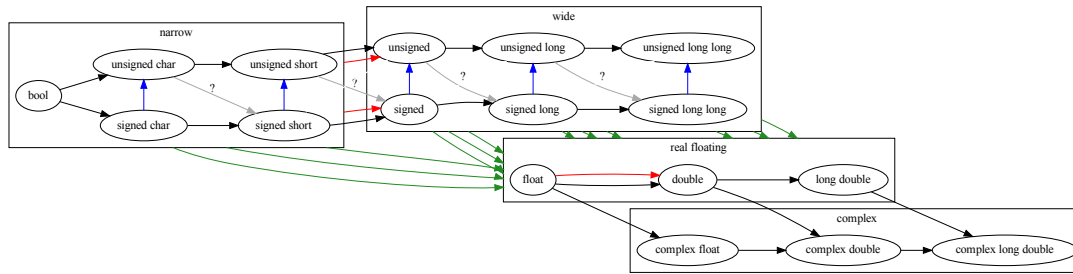 wide
narrow
unsigned
unsigned long
unsigned long long
?
unsigned char
unsigned short
?
?
?
bool
signed
signed long
signed long long
signed char
signed short
real floating
float
double
long double
complex
complex float
complex double
complex long double